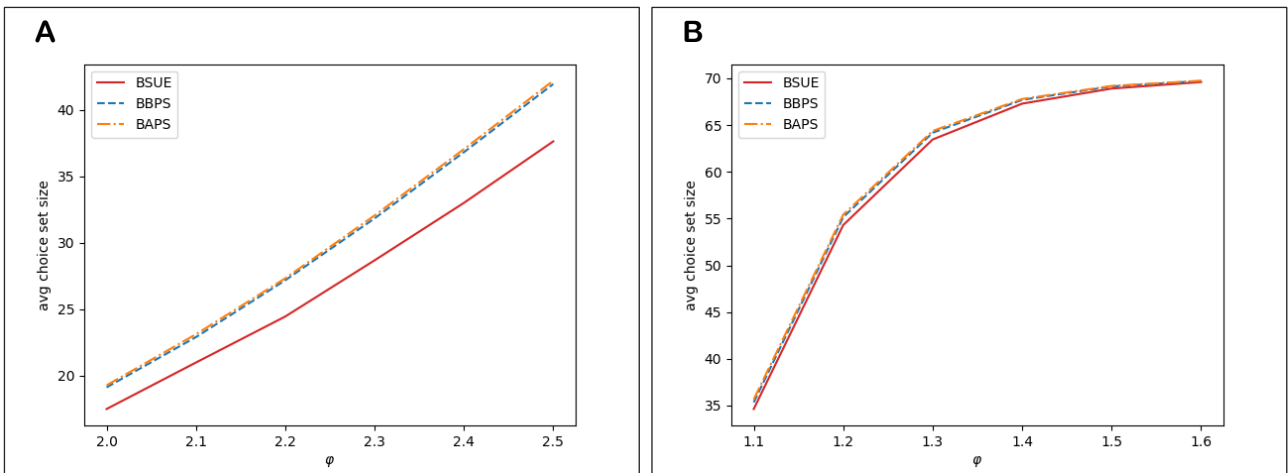 A
BSUE
BBPS
BAPS
avg choice set size
40
35
30
25
20
2.0 2.1 2.2 2.3 2.4 2.5
φ
B
BSUE
BBPS
BAPS
avg choice set size
70
65
60
55
50
45
40
35
1.1 1.2 1.3 1.4 1.5 1.6
φ